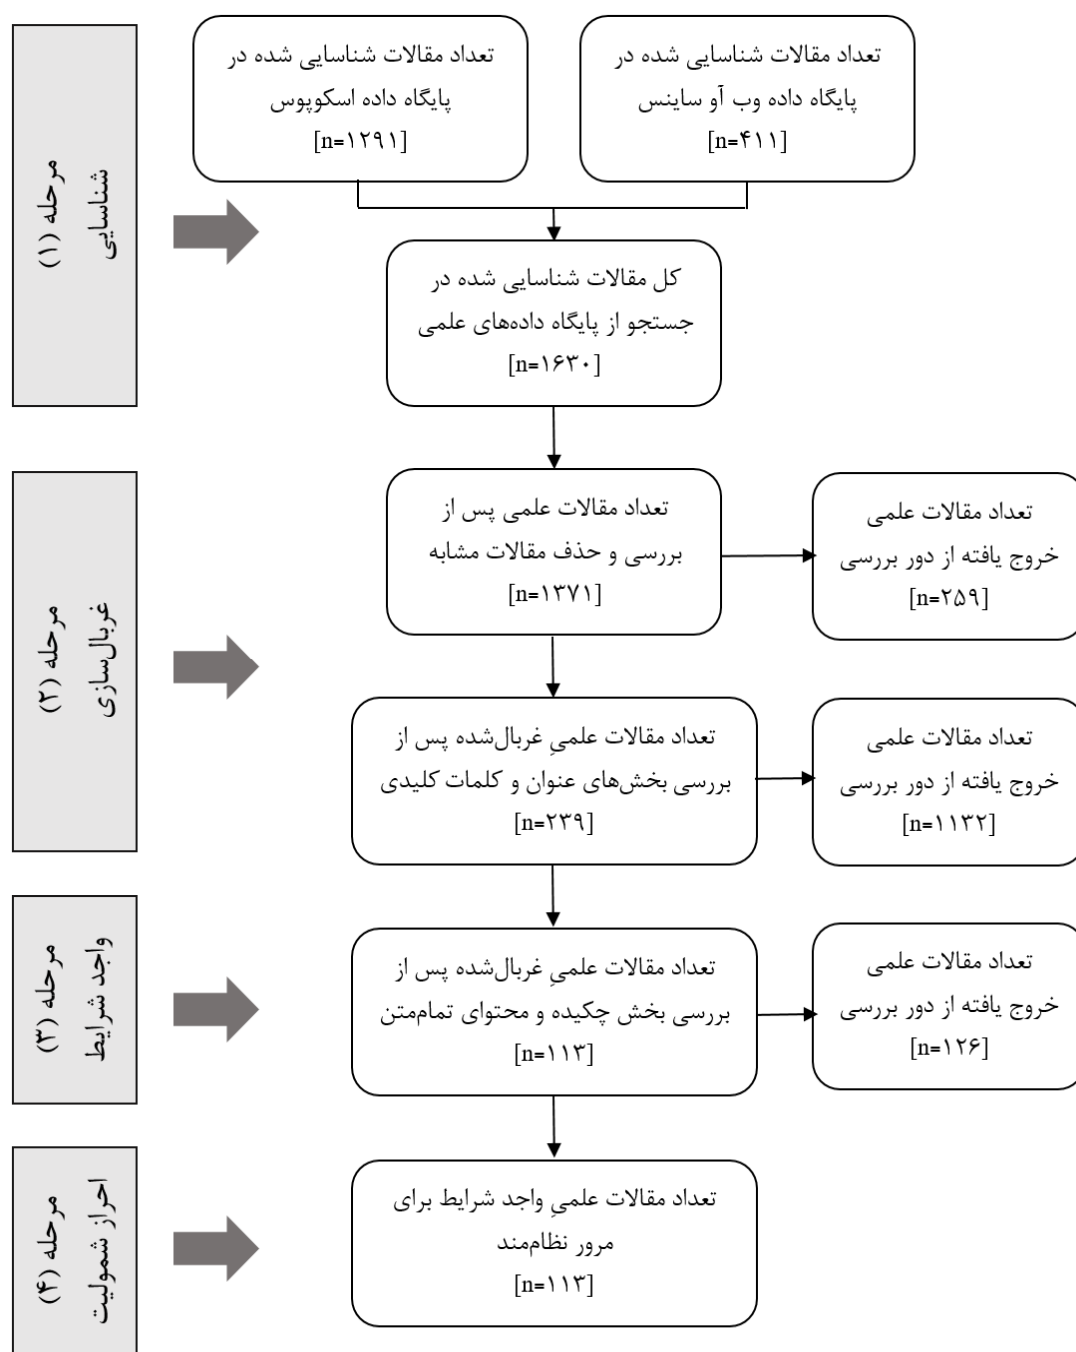 مرحله (۱)
شناسایی
تعداد مقالات شناسایی شده در
پایگاه داده وب آو ساینس
[n=۴۱۱]
تعداد مقالات شناسایی شده در
پایگاه داده اسکوپوس
[n=۱۲۹۱]
کل مقالات شناسایی شده در
جستجو از پایگاه داده‌های علمی
[n=۱۶۳۰]
مرحله (۲)
غربال‌سازی
تعداد مقالات علمی پس از
بررسی و حذف مقالات مشابه
[n=۱۳۷۱]
تعداد مقالات علمی
خروج یافته از دور بررسی
[n=۲۵۹]
تعداد مقالات علمیِ غربال‌شده پس از
بررسی بخش‌های عنوان و کلمات کلیدی
[n=۲۳۹]
تعداد مقالات علمی
خروج یافته از دور بررسی
[n=۱۱۳۲]
مرحله (۳)
واجد شرایط
تعداد مقالات علمیِ غربال‌شده پس از
بررسی بخش چکیده و محتوای تمام‌متن
[n=۱۱۳]
تعداد مقالات علمی
خروج یافته از دور بررسی
[n=۱۲۶]
مرحله (۴)
احراز شمولیت
تعداد مقالات علمیِ واجد شرایط برای
مرور نظام‌مند
[n=۱۱۳]